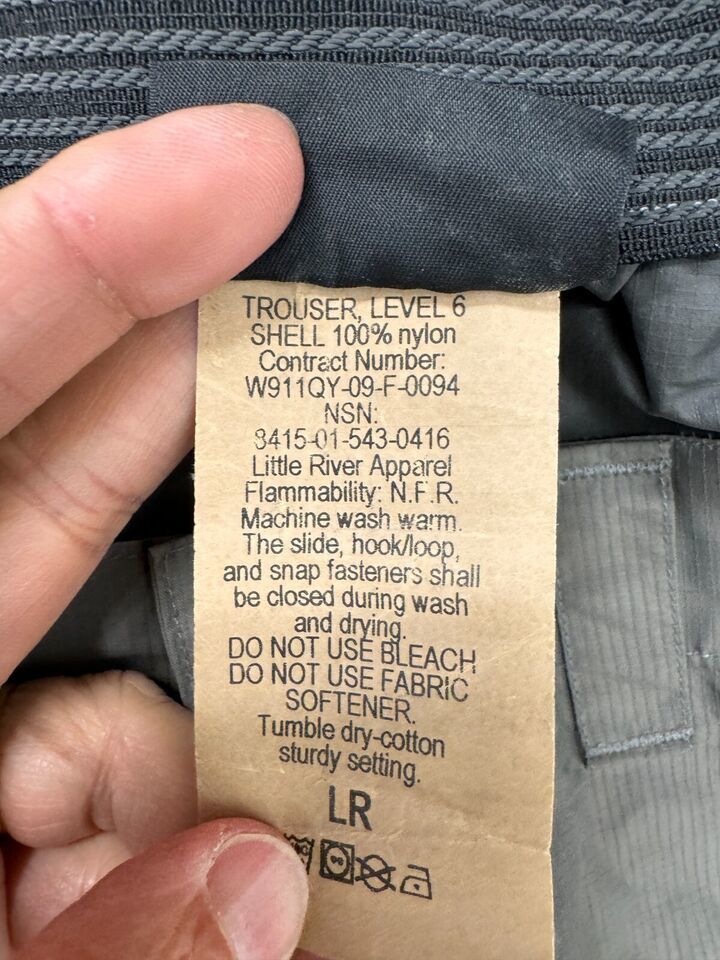 TROUSER, LEVEL 6
SHELL 100% nylon
Contract Number:
W911QY-09-F-0094
NSN:
8415-01-543-0416
Little River Apparel
Flammability: N.F.R.
Machine wash warm.
The slide, hook/loop,
and snap fasteners shall
be closed during wash
and drying.
DO NOT USE BLEACH
DO NOT USE FABRIC
SOFTENER.
Tumble dry-cotton
sturdy setting.
LR